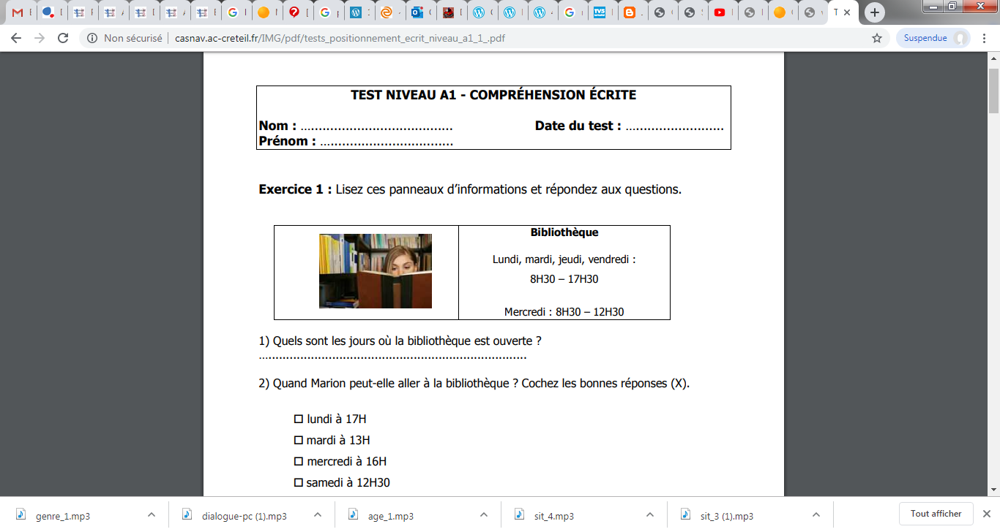 Non sécurisé | casnav.ac-creteil.fr/IMG/pdf/tests_positionnement_ecrit_niveau_a1_1_.pdf
Suspendue
TEST NIVEAU A1 - COMPRÉHENSION ÉCRITE
Nom : ....................................... Date du test : .........................
Prénom : ..................................
Exercice 1 : Lisez ces panneaux d’informations et répondez aux questions.
Bibliothèque
Lundi, mardi, jeudi, vendredi :
8H30 – 17H30
Mercredi : 8H30 – 12H30
1) Quels sont les jours où la bibliothèque est ouverte ?
............................................................................
2) Quand Marion peut-elle aller à la bibliothèque ? Cochez les bonnes réponses (X).
☐ lundi à 17H
☐ mardi à 13H
☐ mercredi à 16H
☐ samedi à 12H30
genre_1.mp3
dialogue-pc (1).mp3
age_1.mp3
sit_4.mp3
sit_3 (1).mp3
Tout afficher